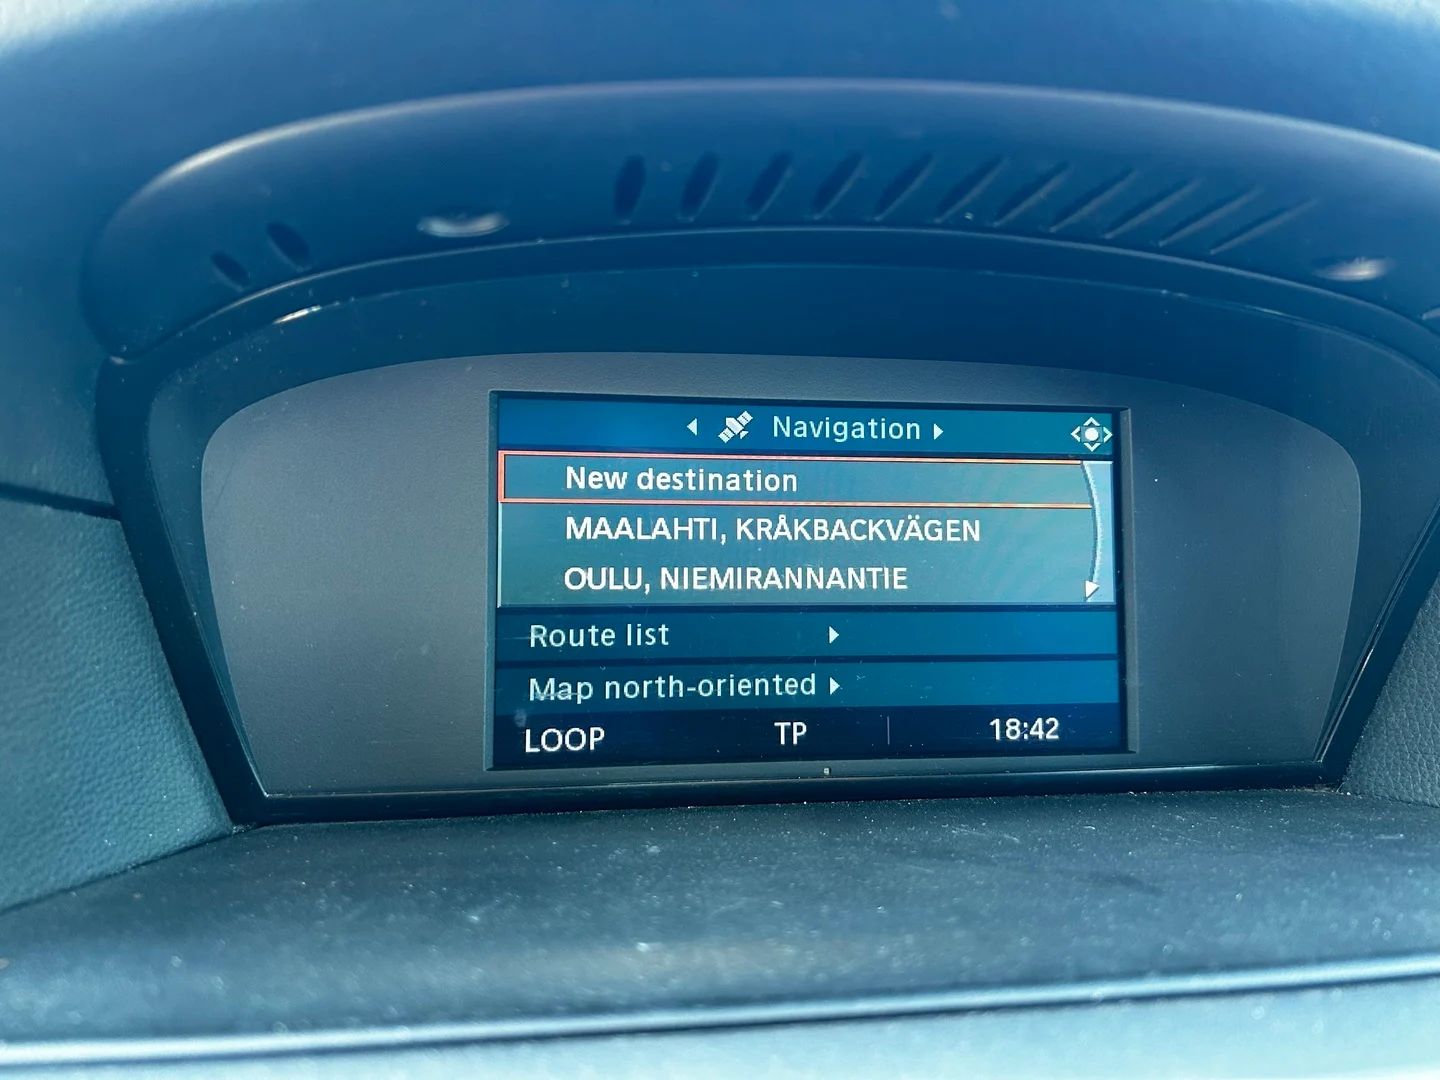 Navigation
New destination
MAALAHTI, KRÅKBACKVÄGEN
OULU, NIEMIRANNANTIE
Route list
Map north-oriented
LOOP TP 18:42